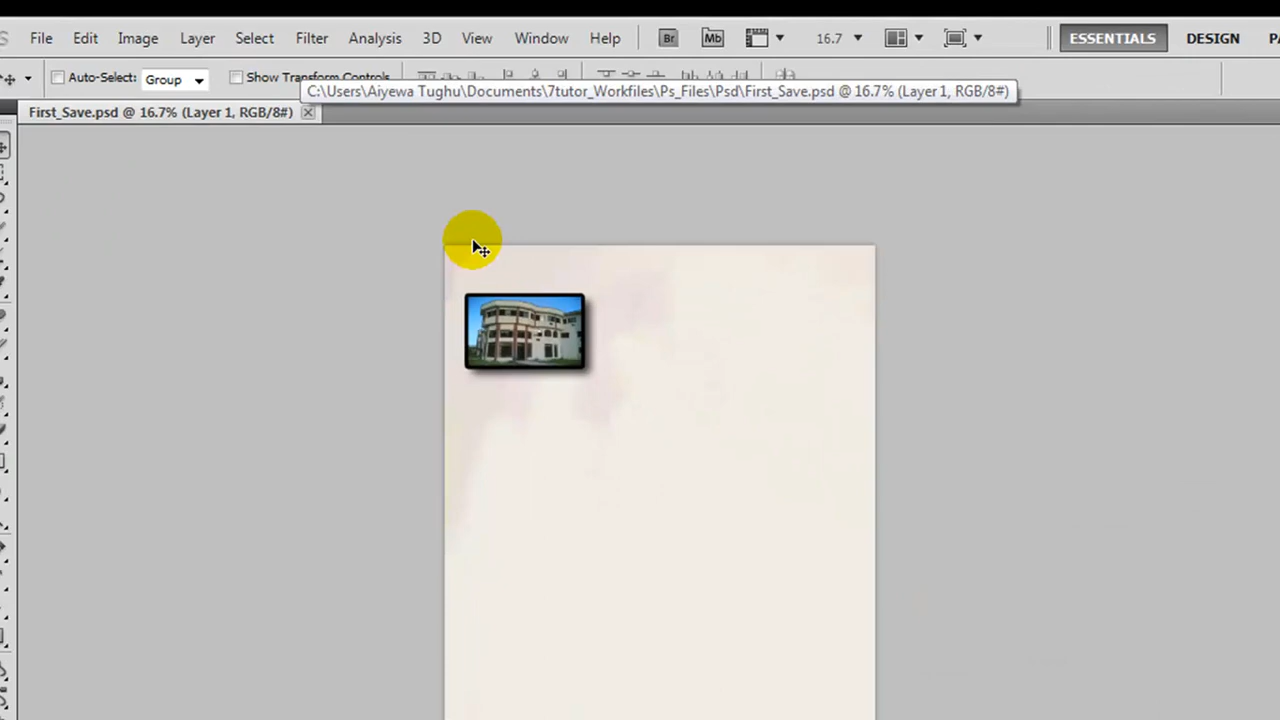 File Edit Image Layer Select Filter Analysis 3D View Window Help Br Mb 16.7 ESSENTIALS DESIGN
Auto-Select: Group Show Transform Controls
C:\Users\Aiyewa Tughu\Documents\7tutor_Workfiles\Ps_Files\Psd\First_Save.psd @ 16.7% (Layer 1, RGB/8#)
First_Save.psd @ 16.7% (Layer 1, RGB/8#)